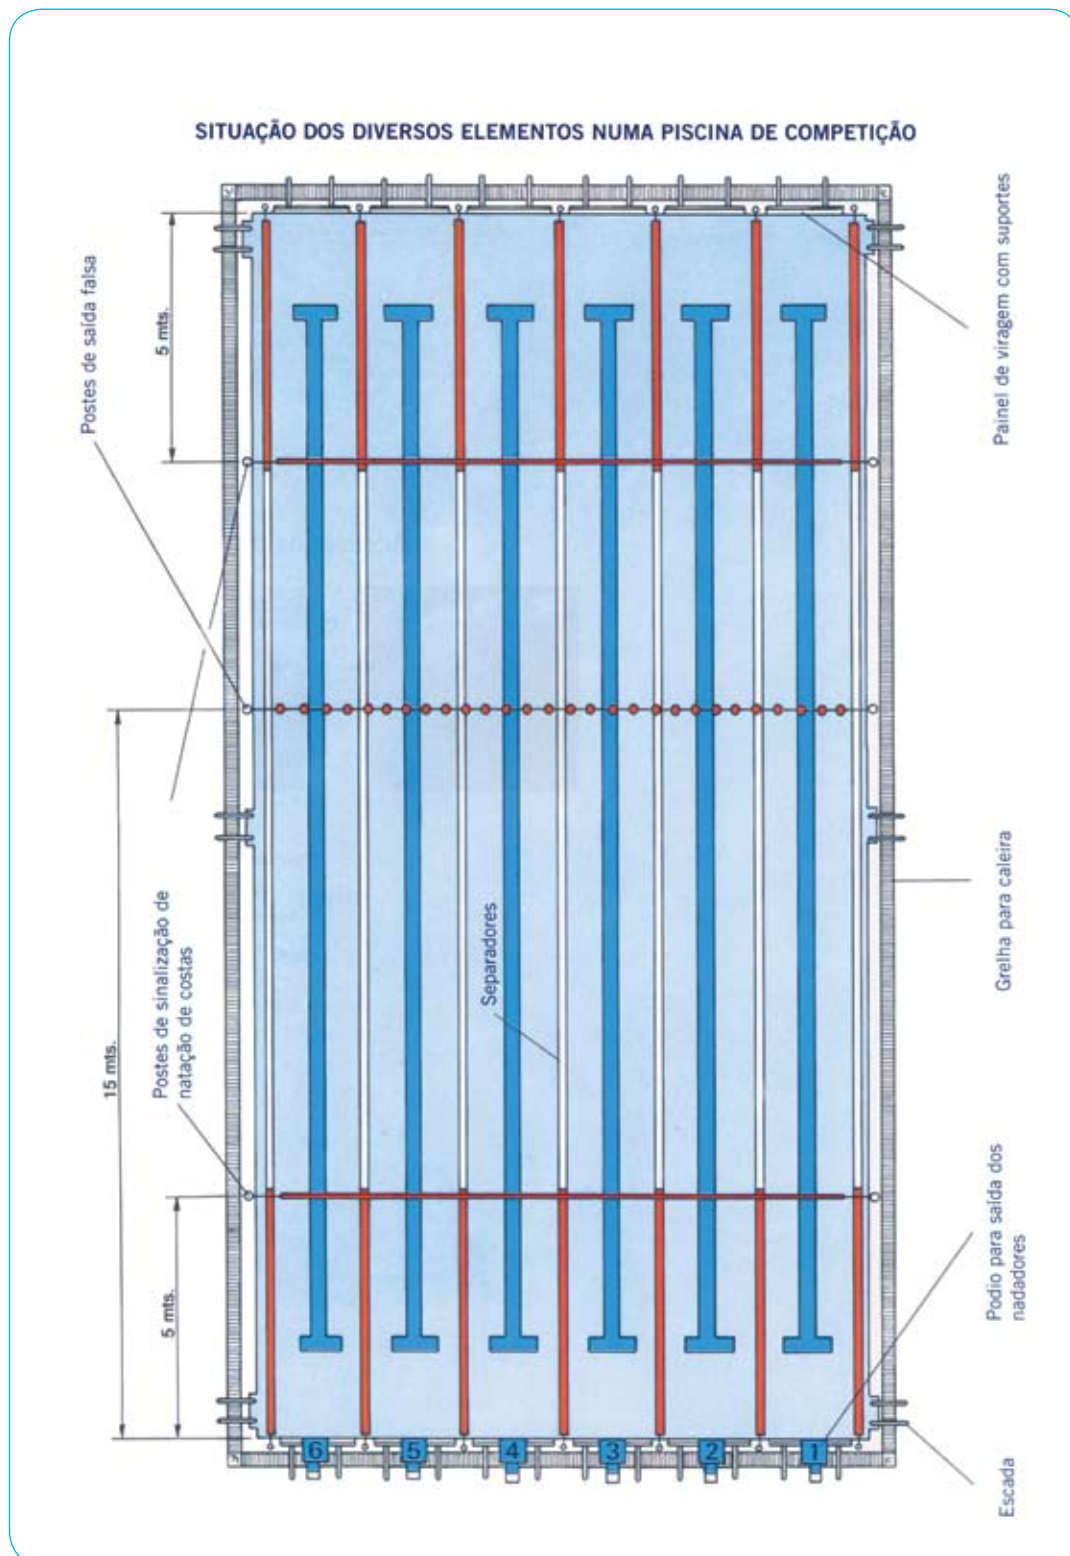 SITUAÇÃO DOS DIVERSOS ELEMENTOS NUMA PISCINA DE COMPETIÇÃO
Postes de saída falsa
5 mts.
Painel de viragem com suportes
15 mts.
Postes de sinalização de
natação de costas
Separadores
Grelha para caleira
5 mts.
Podio para saída dos
nadadores
6 5 4 3 2 1
Escada